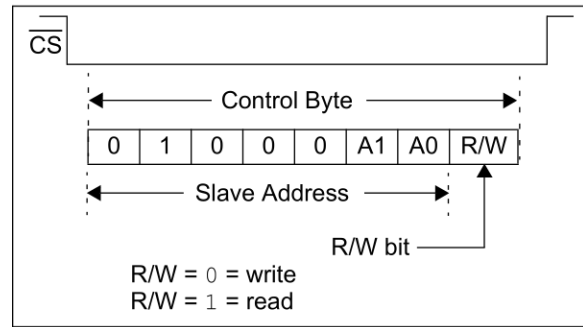 CS
Control Byte
0 1 0 0 0 A1 A0 R/W
Slave Address
R/W bit
R/W = 0 = write
R/W = 1 = read